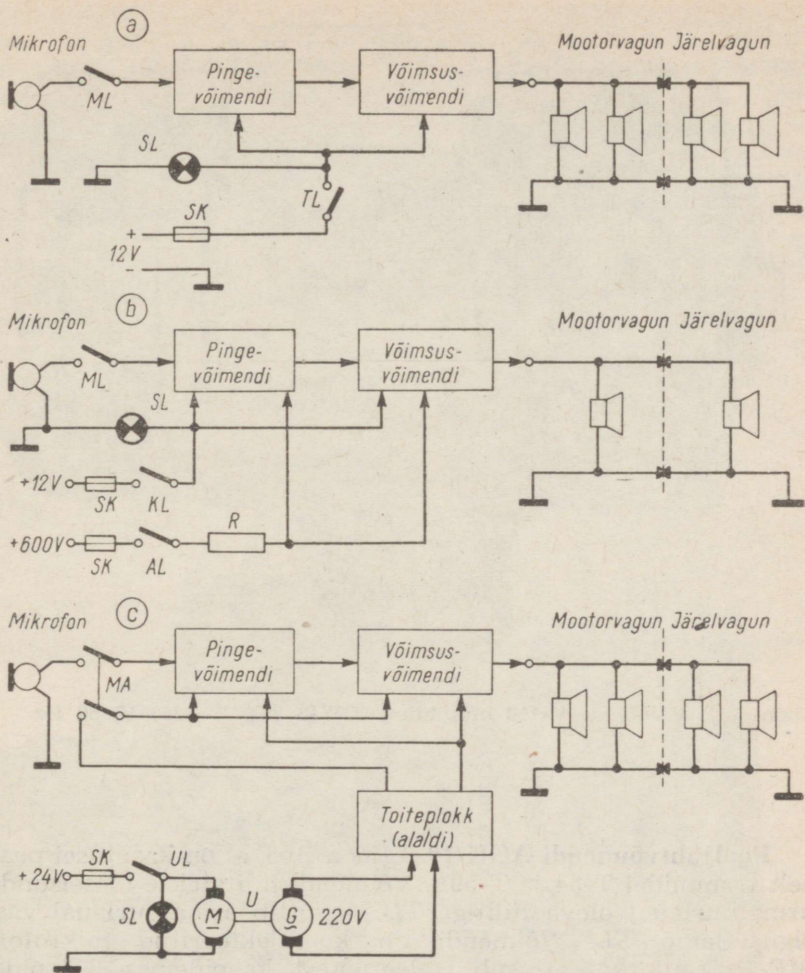 a
Mikrofon
ML
Pinge-
võimendi
Võimsus-
võimendi
Mootorvagun Järelvagun
SL
TL
SK
+
12V
-
b
Mikrofon
ML
Pinge-
võimendi
Võimsus-
võimendi
Mootorvagun Järelvagun
SL
+12V
SK
KL
+600V
SK
AL
R
c
Mikrofon
MA
Pinge-
võimendi
Võimsus-
võimendi
Mootorvagun Järelvagun
Toiteplokk
(alaldi)
+24V
SK
UL
SL
M
U
G
220V